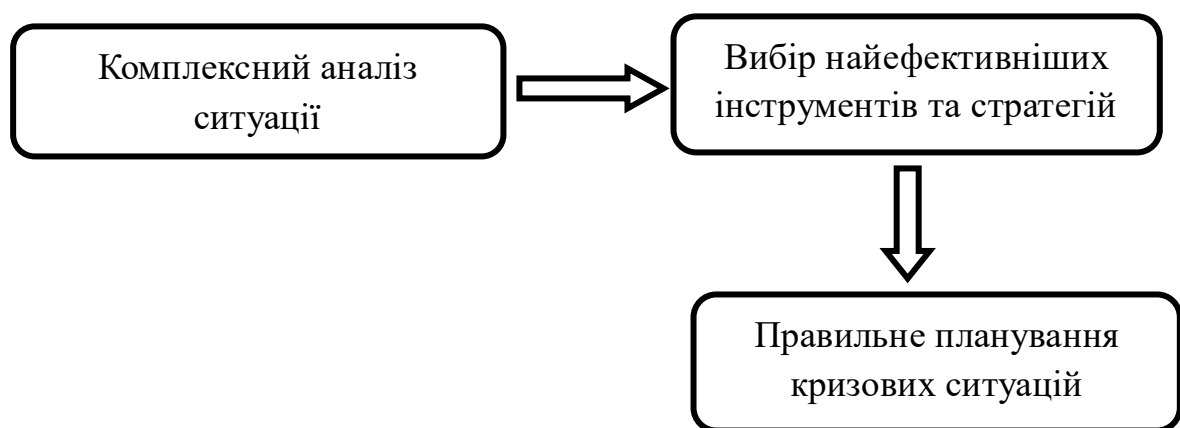 Комплексний аналіз
ситуації
Вибір найефективніших
інструментів та стратегій
Правильне планування
кризових ситуацій